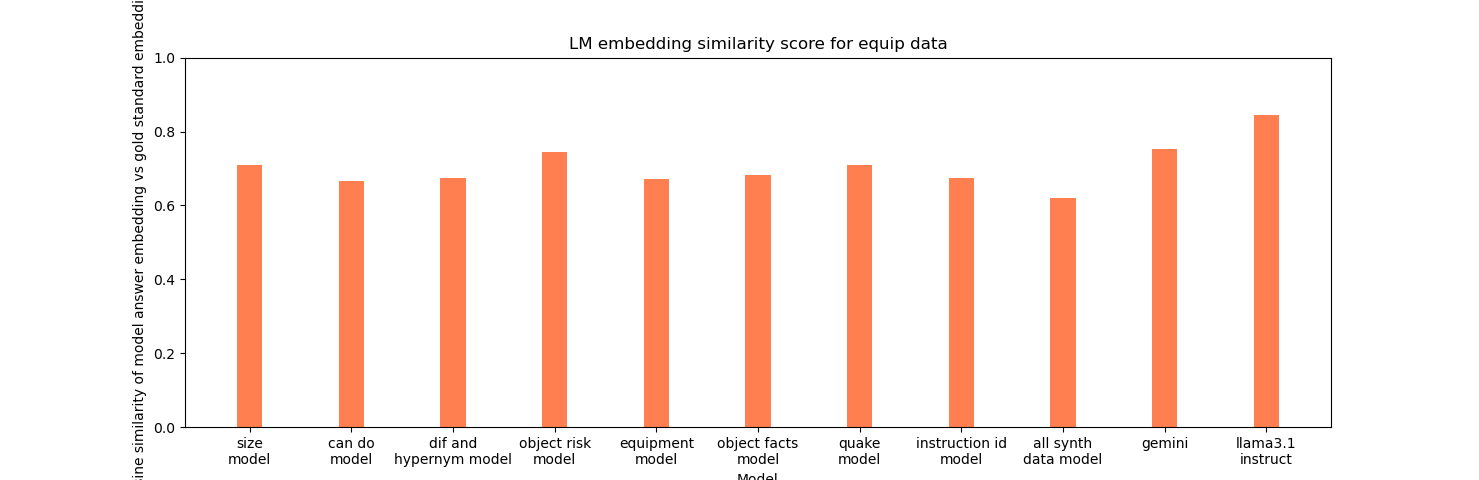 LM embedding similarity score for equip data
similarity of model answer embedding vs gold standard
1.0
0.8
0.6
0.4
0.2
0.0
size
model
can do
model
dif and
hypernym model
object risk
model
equipment
model
object facts
model
quake
model
instruction id
model
all synth
data model
gemini
llama3.1
instruct
Model